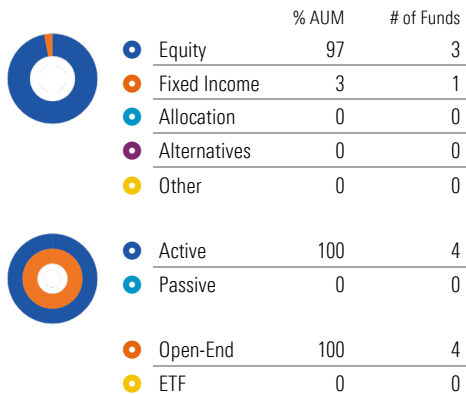 % AUM # of Funds
Equity 97 3
Fixed Income 3 1
Allocation 0 0
Alternatives 0 0
Other 0 0
Active 100 4
Passive 0 0
Open-End 100 4
ETF 0 0